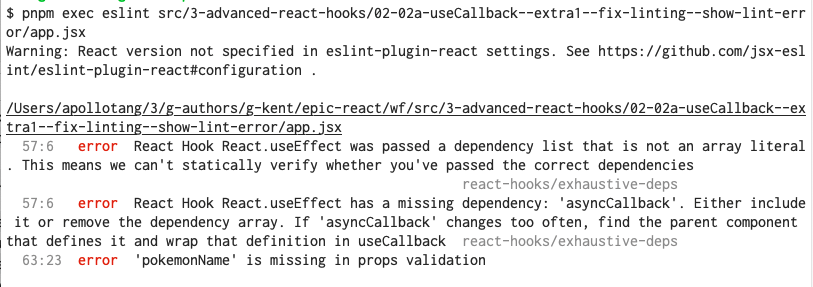 $ pnpm exec eslint src/3-advanced-react-hooks/02-02a-useCallback--extra1--fix-linting--show-lint-err
or/app.jsx
Warning: React version not specified in eslint-plugin-react settings. See https://github.com/jsx-esl
int/eslint-plugin-react#configuration .
/Users/apollotang/3/g-authors/g-kent/epic-react/wf/src/3-advanced-react-hooks/02-02a-useCallback--ex
tra1--fix-linting--show-lint-error/app.jsx
57:6 error React Hook React.useEffect was passed a dependency list that is not an array literal
. This means we can't statically verify whether you've passed the correct dependencies
react-hooks/exhaustive-deps
57:6 error React Hook React.useEffect has a missing dependency: 'asyncCallback'. Either include
it or remove the dependency array. If 'asyncCallback' changes too often, find the parent component
that defines it and wrap that definition in useCallback react-hooks/exhaustive-deps
63:23 error 'pokemonName' is missing in props validation